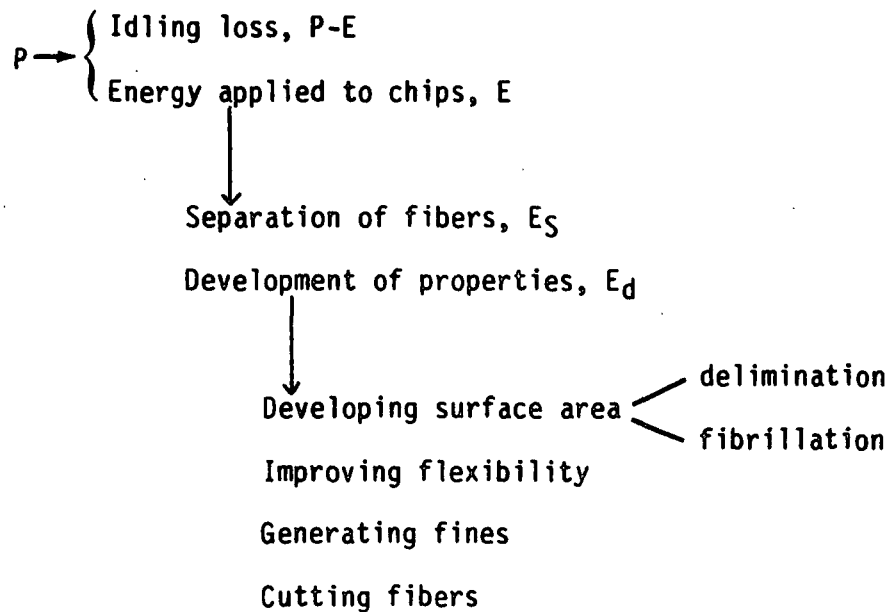 P
Idling loss, P-E
Energy applied to chips, E
Separation of fibers, ES
Development of properties, Ed
delimination
Developing surface area
fibrillation
Improving flexibility
Generating fines
Cutting fibers